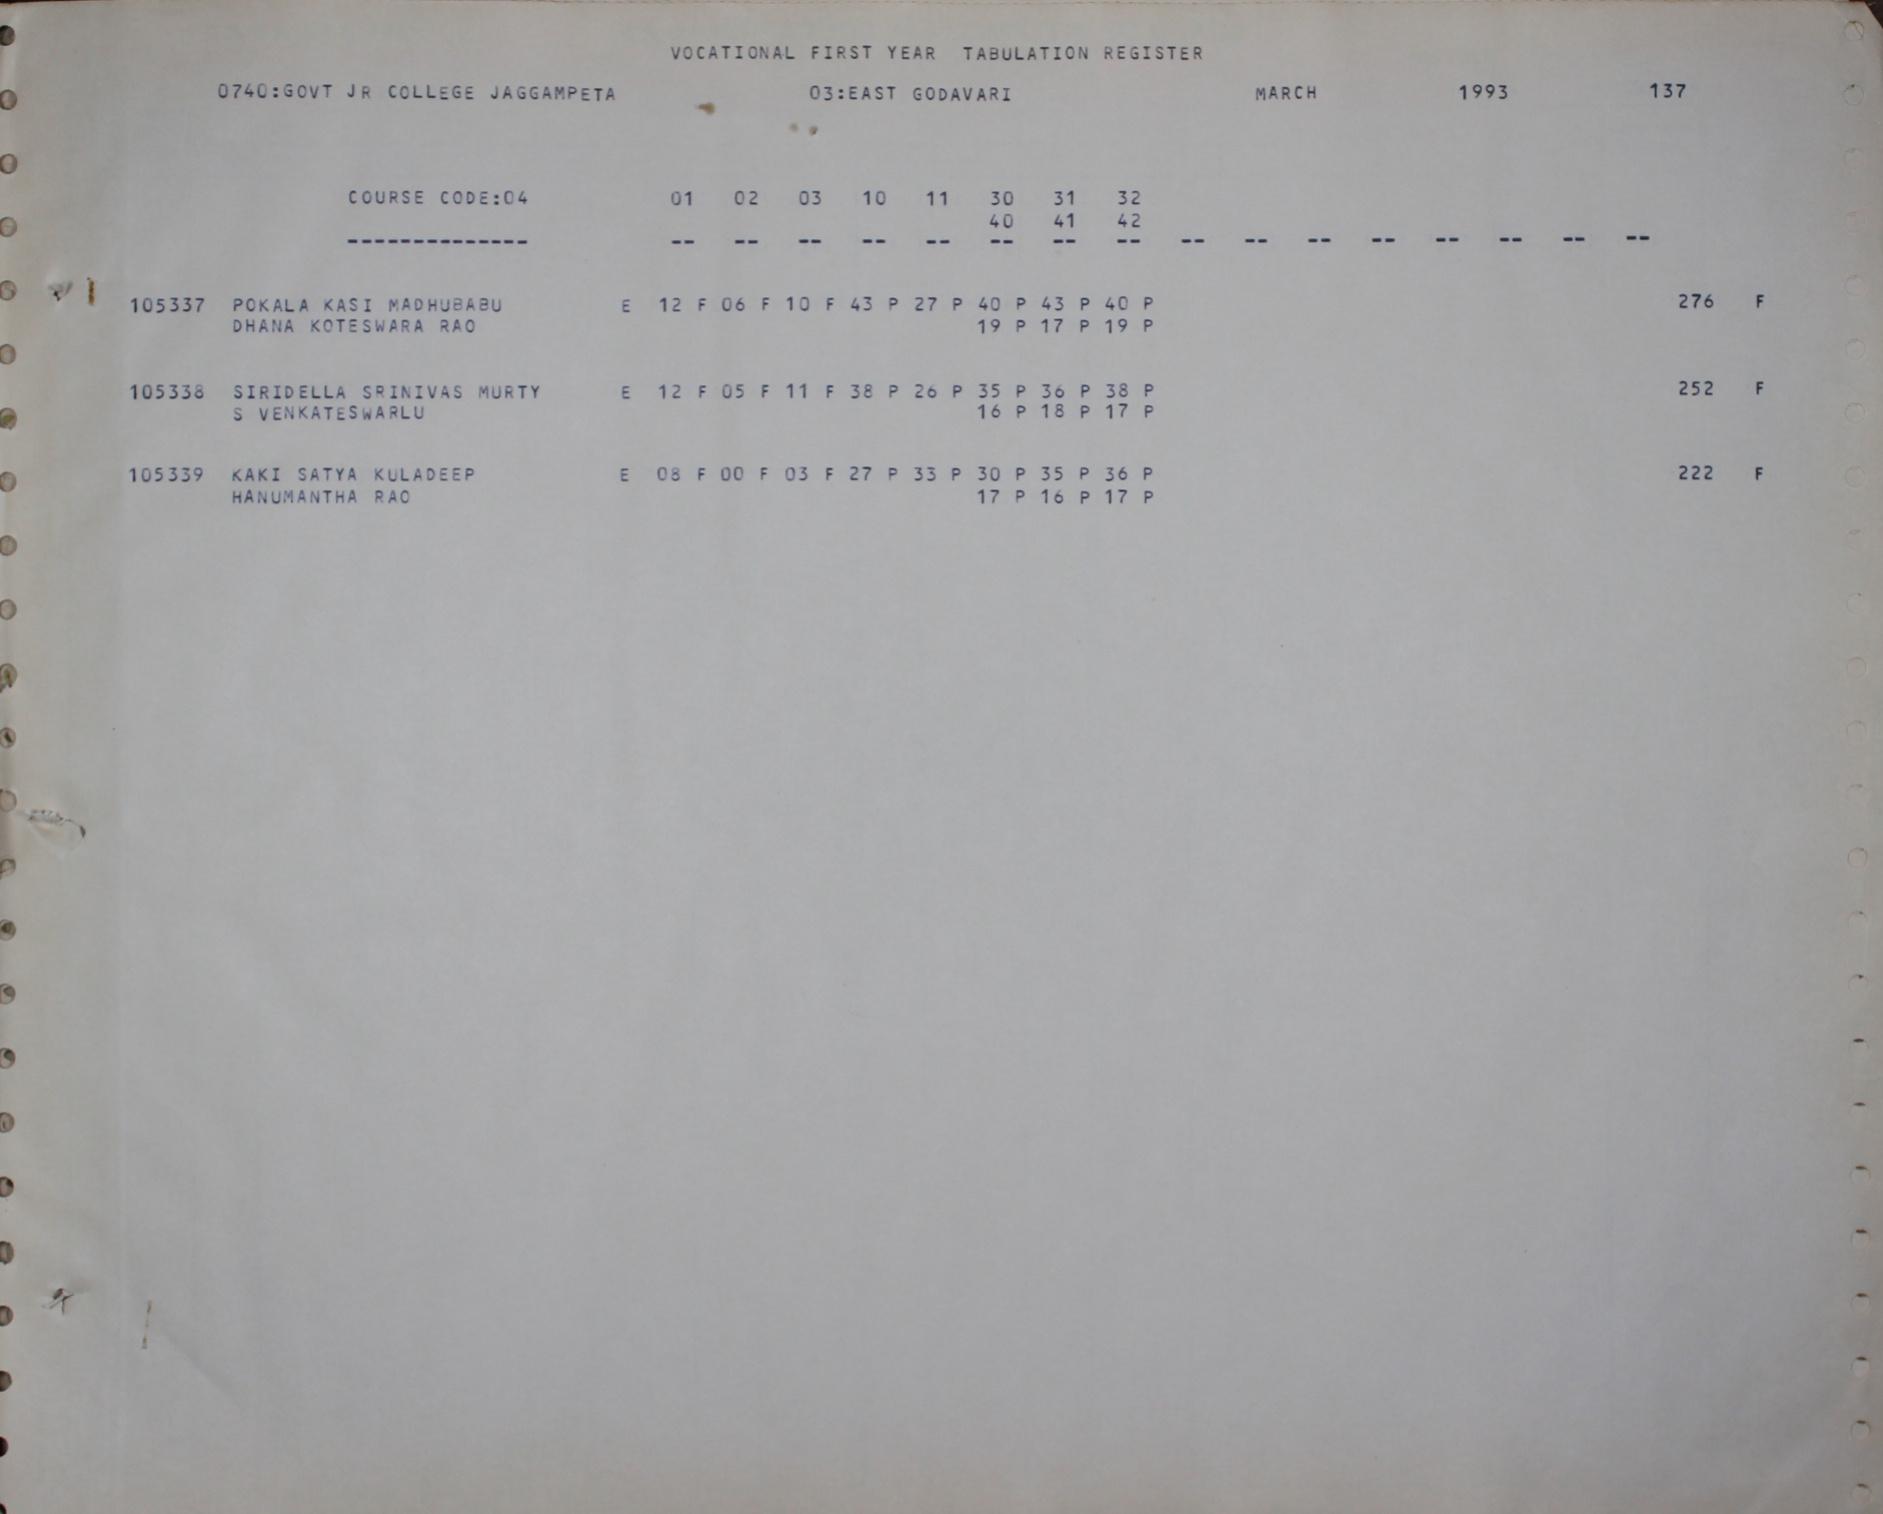 VOCATIONAL FIRST YEAR TABULATION REGISTER
0740:GOVT JR COLLEGE JAGGAMPETA 03:EAST GODAVARI MARCH 1993 137
COURSE CODE:04 01 02 03 10 11 30 31 32
40 41 42
-------------- -- -- -- -- -- -- -- -- -- -- -- -- -- -- -- --
105337 POKALA KASI MADHUBABU E 12 F 06 F 10 F 43 P 27 P 40 P 43 P 40 P 276 F
DHANA KOTESWARA RAO 19 P 17 P 19 P
105338 SIRIDELLA SRINIVAS MURTY E 12 F 05 F 11 F 38 P 26 P 35 P 36 P 38 P 252 F
S VENKATESWARLU 16 P 18 P 17 P
105339 KAKI SATYA KULADEEP E 08 F 00 F 03 F 27 P 33 P 30 P 35 P 36 P 222 F
HANUMANTHA RAO 17 P 16 P 17 P